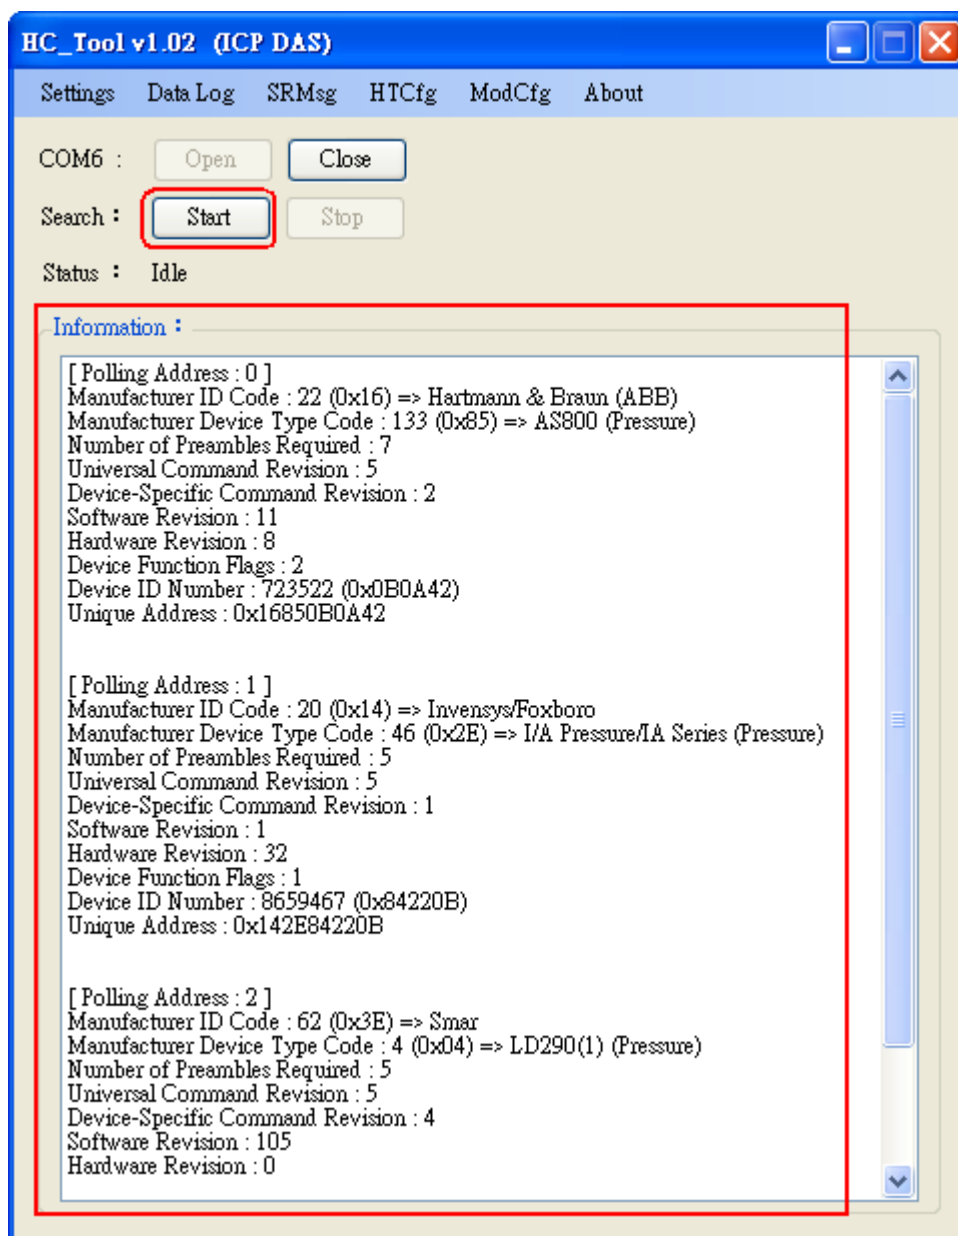 HC_Tool v1.02 (ICP DAS)
Settings Data Log SRMsg HTCfg ModCfg About
COM6 : Open Close
Search : Start Stop
Status : Idle
Information :
[ Polling Address : 0 ]
Manufacturer ID Code : 22 (0x16) => Hartmann & Braun (ABB)
Manufacturer Device Type Code : 133 (0x85) => AS800 (Pressure)
Number of Preambles Required : 7
Universal Command Revision : 5
Device-Specific Command Revision : 2
Software Revision : 11
Hardware Revision : 8
Device Function Flags : 2
Device ID Number : 723522 (0x0B0A42)
Unique Address : 0x16850B0A42
[ Polling Address : 1 ]
Manufacturer ID Code : 20 (0x14) => Invensys/Foxboro
Manufacturer Device Type Code : 46 (0x2E) => I/A Pressure/IA Series (Pressure)
Number of Preambles Required : 5
Universal Command Revision : 5
Device-Specific Command Revision : 1
Software Revision : 1
Hardware Revision : 32
Device Function Flags : 1
Device ID Number : 8659467 (0x84220B)
Unique Address : 0x142E84220B
[ Polling Address : 2 ]
Manufacturer ID Code : 62 (0x3E) => Smar
Manufacturer Device Type Code : 4 (0x04) => LD290(1) (Pressure)
Number of Preambles Required : 5
Universal Command Revision : 5
Device-Specific Command Revision : 4
Software Revision : 105
Hardware Revision : 0